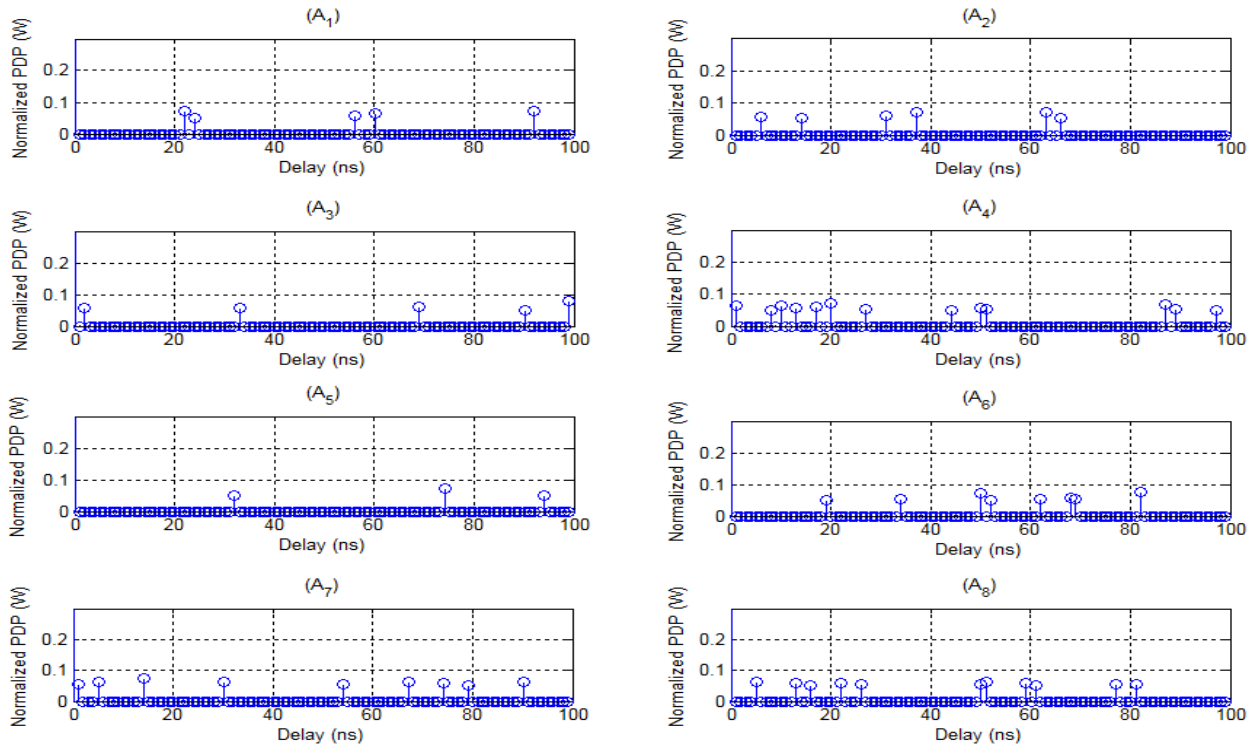 (A1)
Normalized PDP (W)
0.2
0.1
0
0 20 40 60 80 100
Delay (ns)
(A2)
Normalized PDP (W)
0.2
0.1
0
0 20 40 60 80 100
Delay (ns)
(A3)
Normalized PDP (W)
0.2
0.1
0
0 20 40 60 80 100
Delay (ns)
(A4)
Normalized PDP (W)
0.2
0.1
0
0 20 40 60 80 100
Delay (ns)
(A5)
Normalized PDP (W)
0.2
0.1
0
0 20 40 60 80 100
Delay (ns)
(A6)
Normalized PDP (W)
0.2
0.1
0
0 20 40 60 80 100
Delay (ns)
(A7)
Normalized PDP (W)
0.2
0.1
0
0 20 40 60 80 100
Delay (ns)
(A8)
Normalized PDP (W)
0.2
0.1
0
0 20 40 60 80 100
Delay (ns)